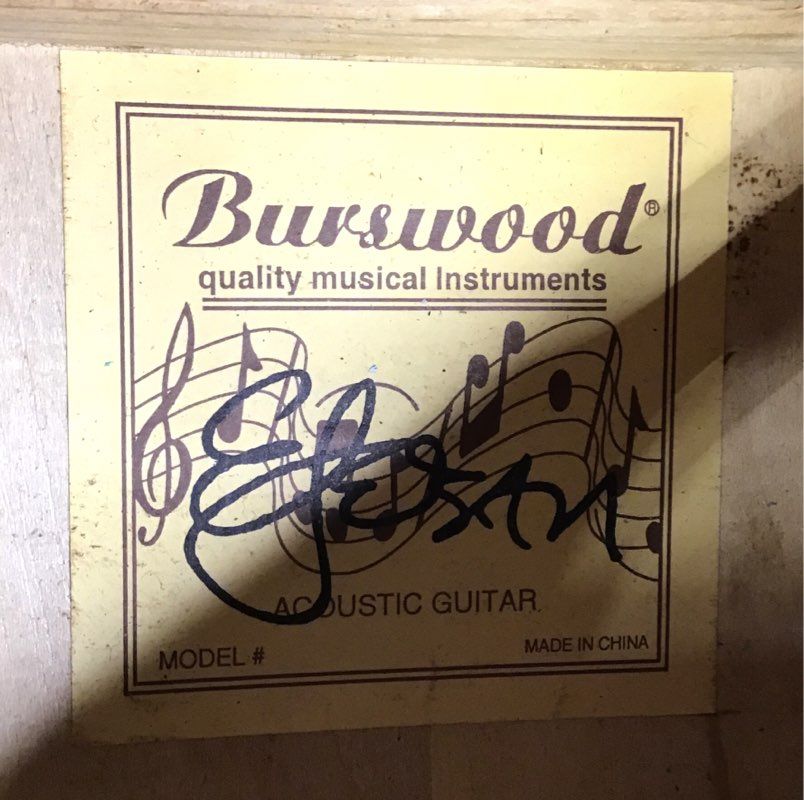 Burswood®
quality musical Instruments
ACOUSTIC GUITAR
MODEL #
MADE IN CHINA